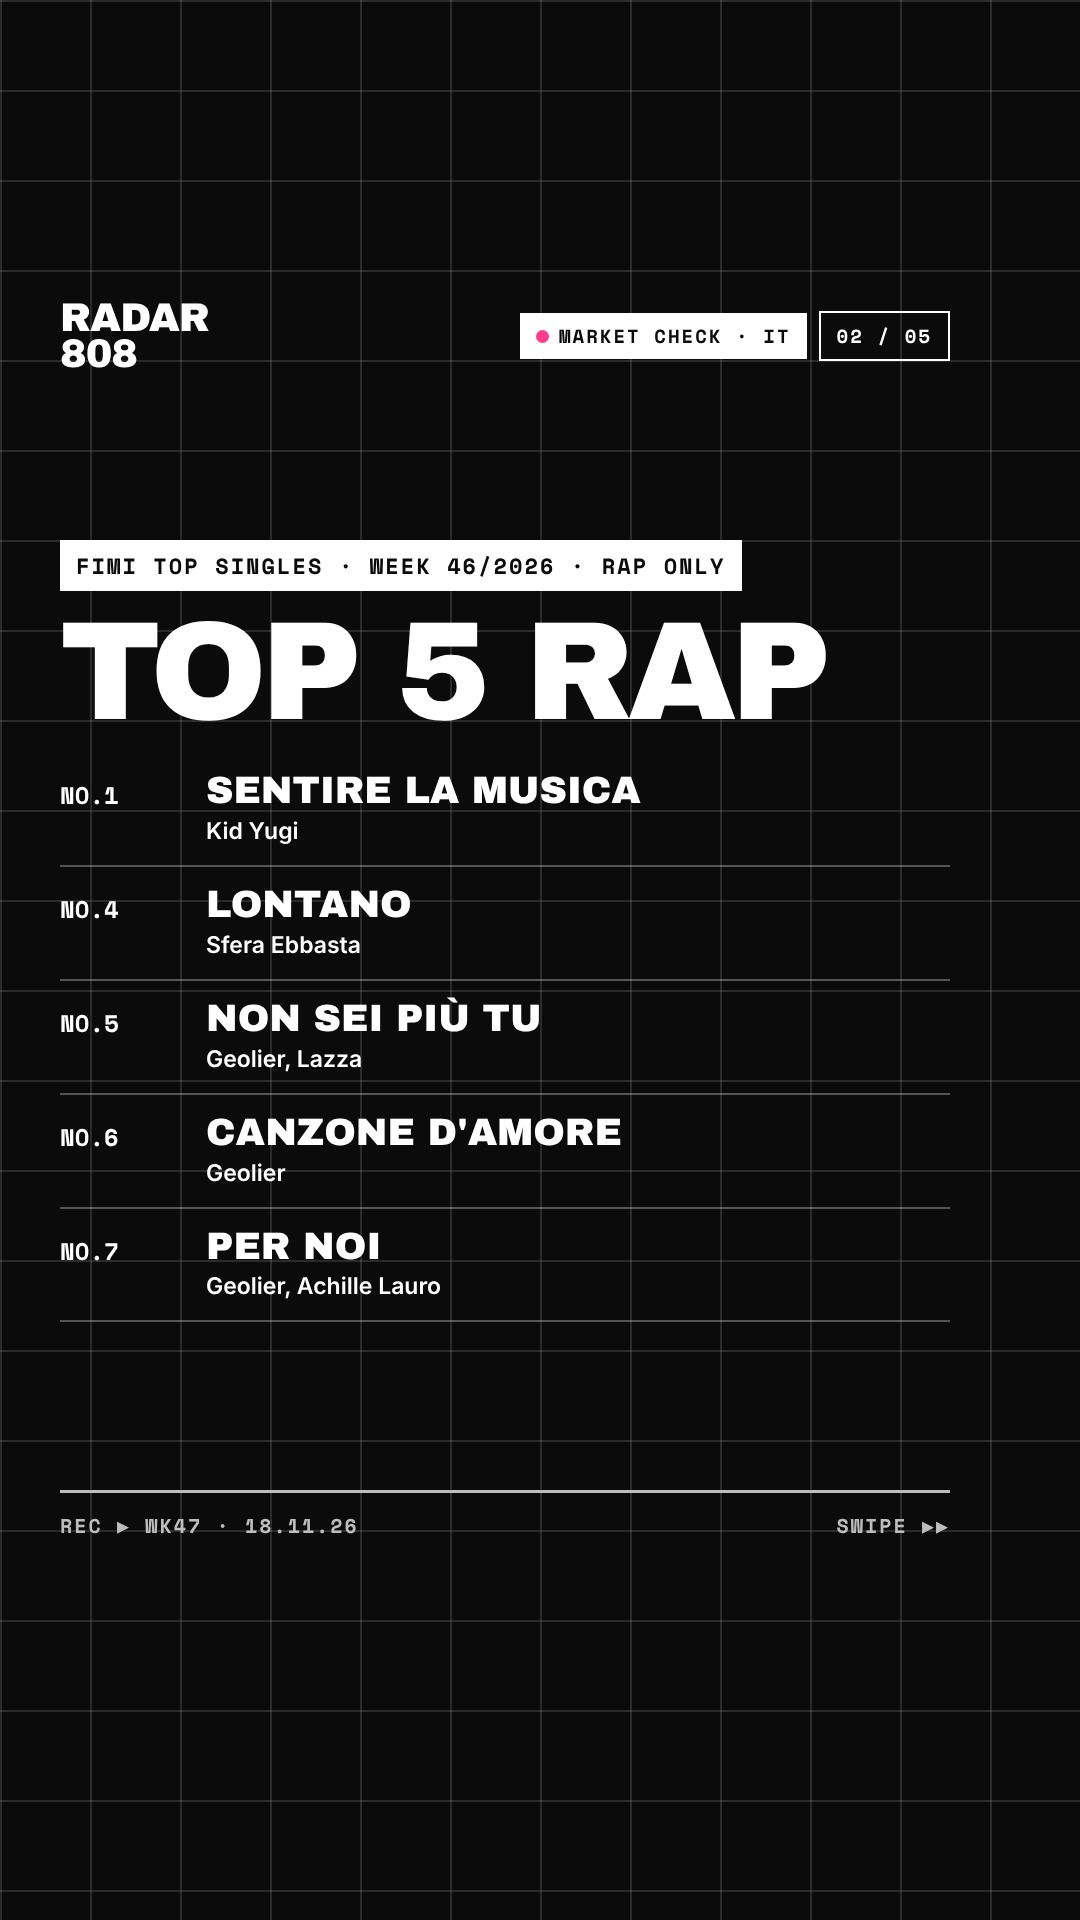 RADAR
808
MARKET CHECK · IT
02 / 05
FIMI TOP SINGLES · WEEK 46/2026 · RAP ONLY
TOP 5 RAP
NO.1 SENTIRE LA MUSICA
Kid Yugi
NO.4 LONTANO
Sfera Ebbasta
NO.5 NON SEI PIÙ TU
Geolier, Lazza
NO.6 CANZONE D'AMORE
Geolier
NO.7 PER NOI
Geolier, Achille Lauro
REC ▶ WK47 · 18.11.26
SWIPE ▶▶